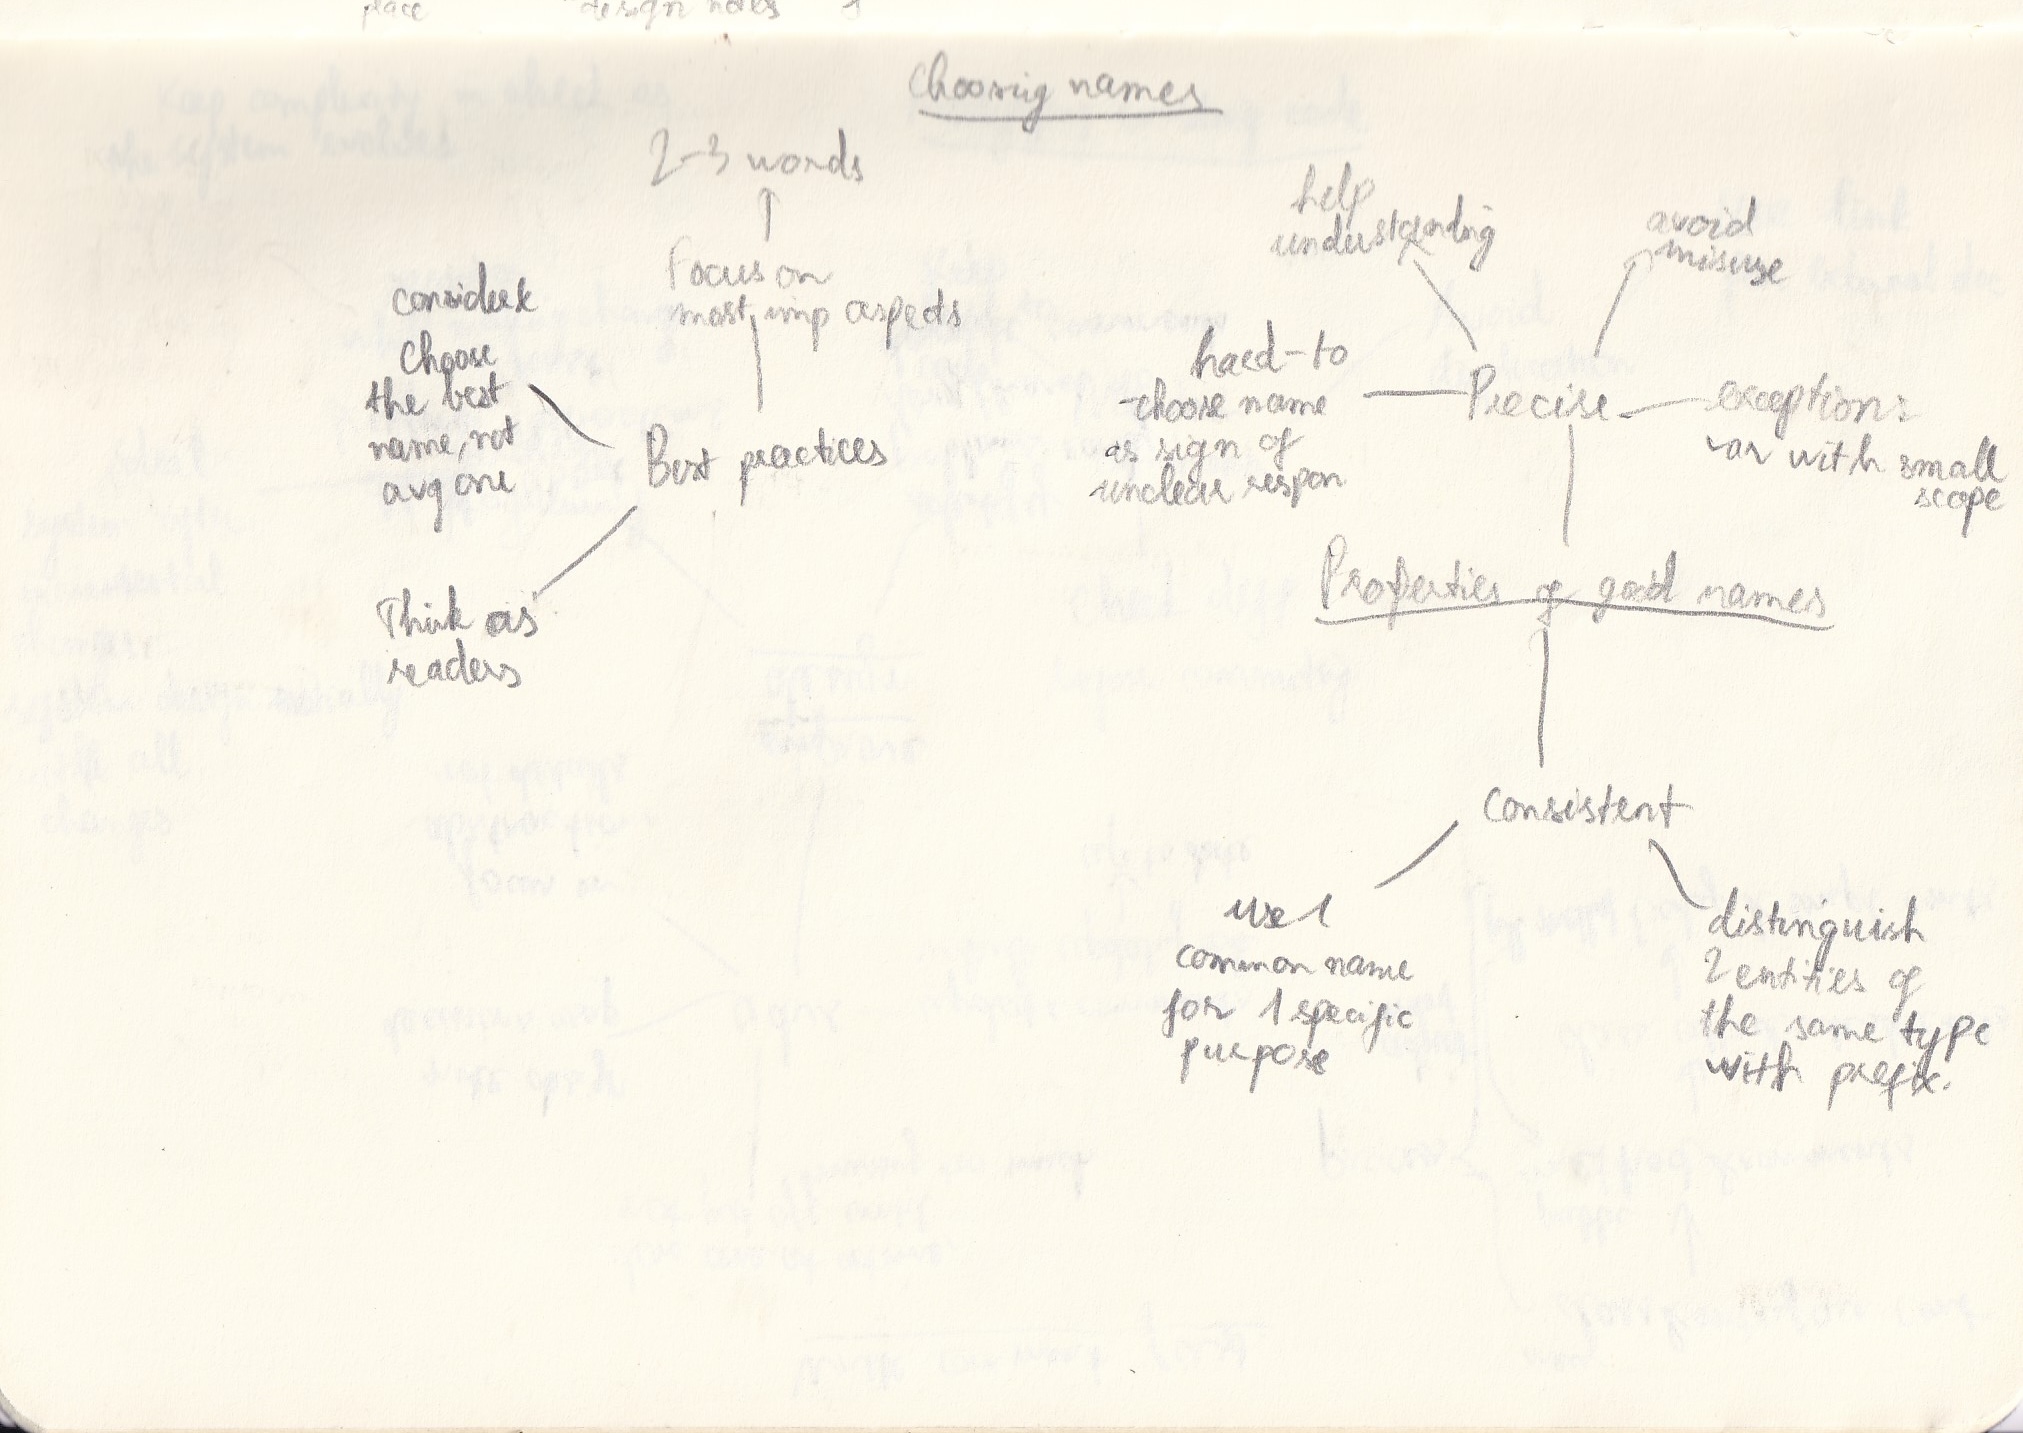 place design notes
Choosing names
2-3 words
Focus on
most imp aspects
consider &
Choose
the best
name, not
avg one
Best practices
Think as
readers
help
understanding
avoid
misuse
hard-to
choose name
as sign of
unclear respon
Precise
exception:
var with small
scope
Properties of good names
Consistent
use 1
common name
for 1 specific
purpose
distinguish
2 entities of
the same type
with prefix.